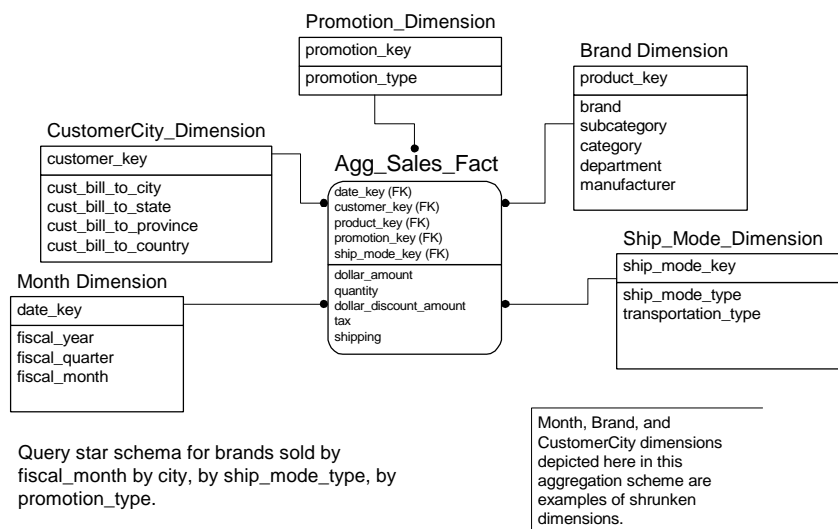 Promotion_Dimension
promotion_key
promotion_type
Brand Dimension
product_key
brand
subcategory
category
department
manufacturer
CustomerCity_Dimension
customer_key
cust_bill_to_city
cust_bill_to_state
cust_bill_to_province
cust_bill_to_country
Agg_Sales_Fact
date_key (FK)
customer_key (FK)
product_key (FK)
promotion_key (FK)
ship_mode_key (FK)
dollar_amount
quantity
dollar_discount_amount
tax
shipping
Ship_Mode_Dimension
ship_mode_key
ship_mode_type
transportation_type
Month Dimension
date_key
fiscal_year
fiscal_quarter
fiscal_month
Query star schema for brands sold by
fiscal_month by city, by ship_mode_type, by
promotion_type.
Month, Brand, and
CustomerCity dimensions
depicted here in this
aggregation scheme are
examples of shrunken
dimensions.